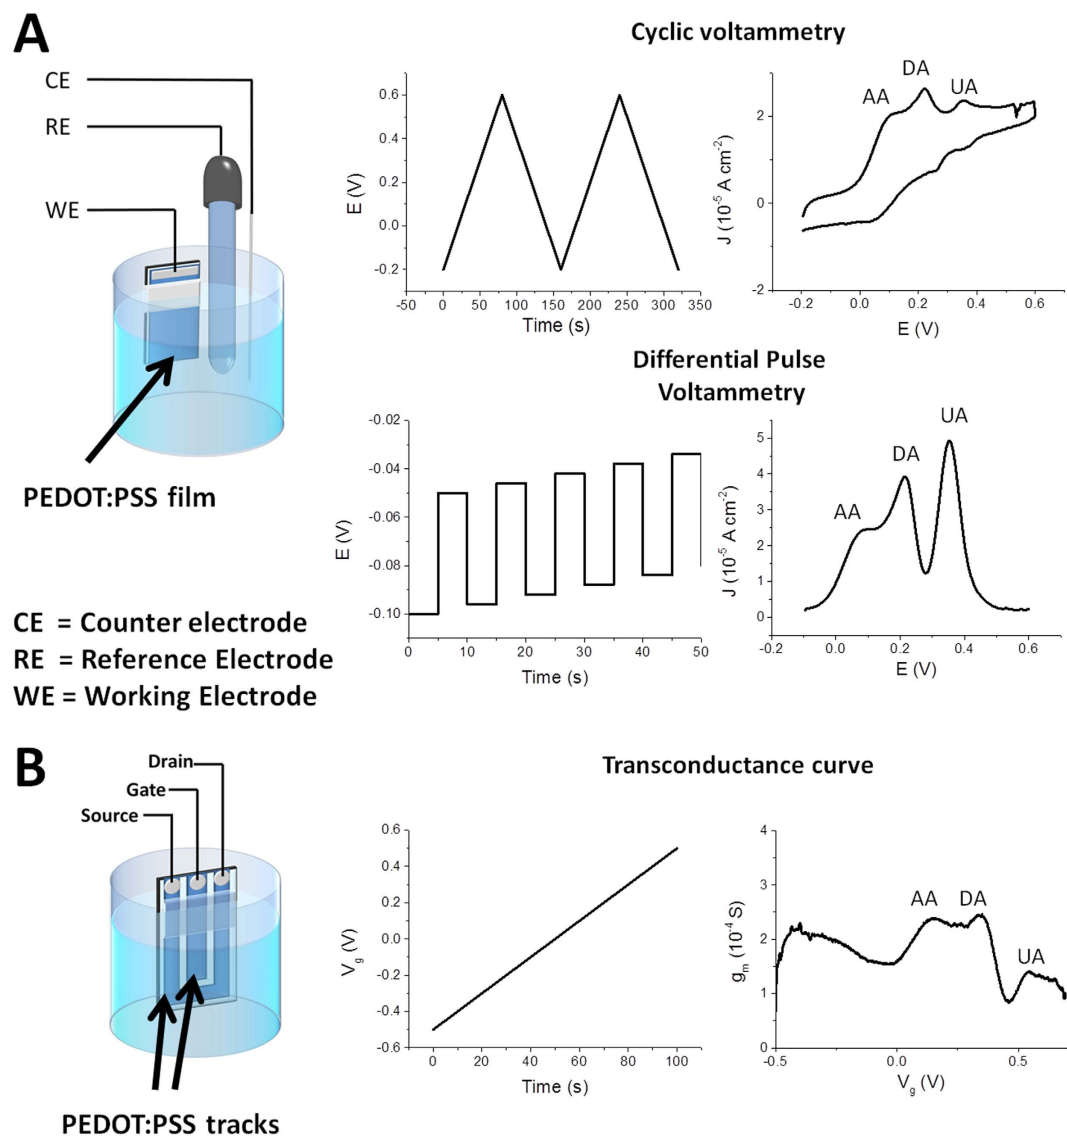 A
Cyclic voltammetry
CE
RE
WE
PEDOT:PSS film
E (V)
0.6
0.4
0.2
0.0
-0.2
-50 0 50 100 150 200 250 300 350
Time (s)
J (10-5 A cm-2)
2
0
-2
AA
DA
UA
-0.2 0.0 0.2 0.4 0.6
E (V)
Differential Pulse
Voltammetry
E (V)
-0.02
-0.04
-0.06
-0.08
-0.10
0 10 20 30 40 50
Time (s)
J (10-5 A cm-2)
5
4
3
2
1
0
AA
DA
UA
-0.2 0.0 0.2 0.4 0.6
E (V)
CE = Counter electrode
RE = Reference Electrode
WE = Working Electrode
B
Transconductance curve
Drain
Gate
Source
PEDOT:PSS tracks
Vg (V)
0.6
0.4
0.2
0.0
-0.2
-0.4
-0.6
0 20 40 60 80 100
Time (s)
gm (10-4 S)
4
3
2
1
0
AA
DA
UA
-0.5 0.0 0.5
Vg (V)